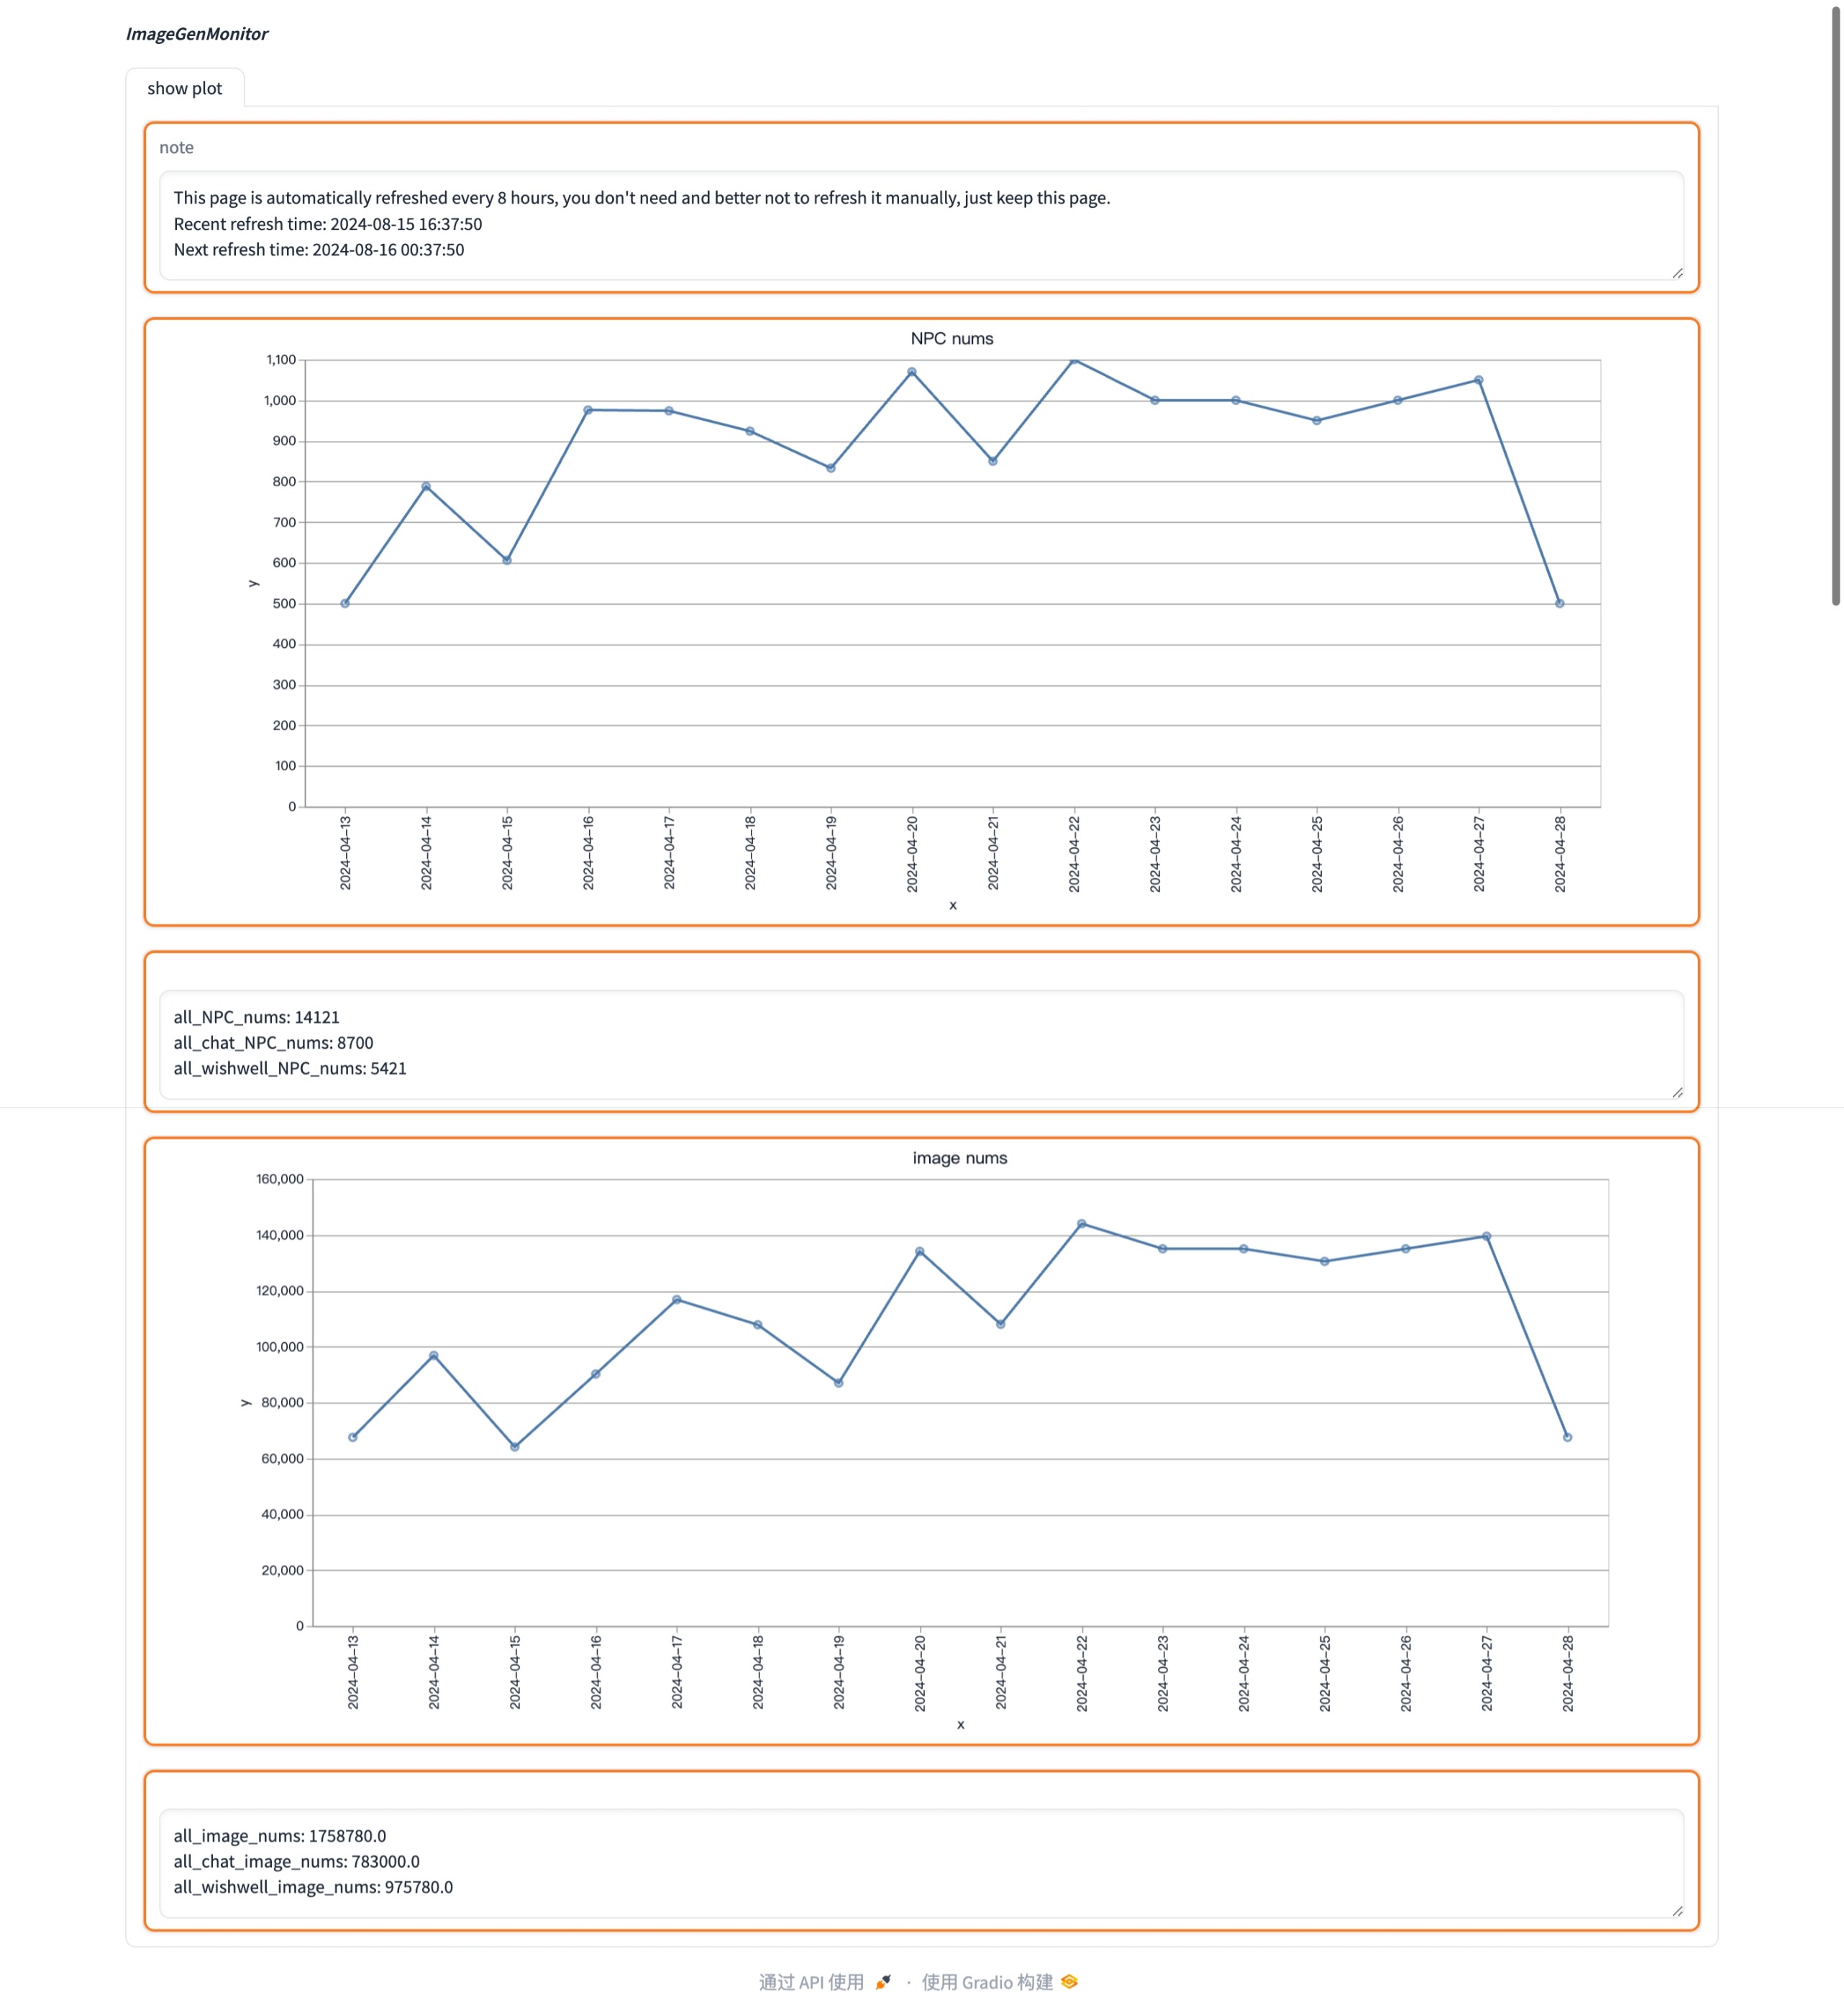 ImageGenMonitor
show plot
note
This page is automatically refreshed every 8 hours, you don't need and better not to refresh it manually, just keep this page.
Recent refresh time: 2024-08-15 16:37:50
Next refresh time: 2024-08-16 00:37:50
NPC nums
1,100
1,000
900
800
700
600
500
400
300
200
100
0
y
2024-04-13
2024-04-14
2024-04-15
2024-04-16
2024-04-17
2024-04-18
2024-04-19
2024-04-20
2024-04-21
2024-04-22
2024-04-23
2024-04-24
2024-04-25
2024-04-26
2024-04-27
2024-04-28
x
all_NPC_nums: 14121
all_chat_NPC_nums: 8700
all_wishwell_NPC_nums: 5421
image nums
160,000
140,000
120,000
100,000
80,000
60,000
40,000
20,000
0
y
2024-04-13
2024-04-14
2024-04-15
2024-04-16
2024-04-17
2024-04-18
2024-04-19
2024-04-20
2024-04-21
2024-04-22
2024-04-23
2024-04-24
2024-04-25
2024-04-26
2024-04-27
2024-04-28
x
all_image_nums: 1758780.0
all_chat_image_nums: 783000.0
all_wishwell_image_nums: 975780.0
通过 API 使用 · 使用 Gradio 构建